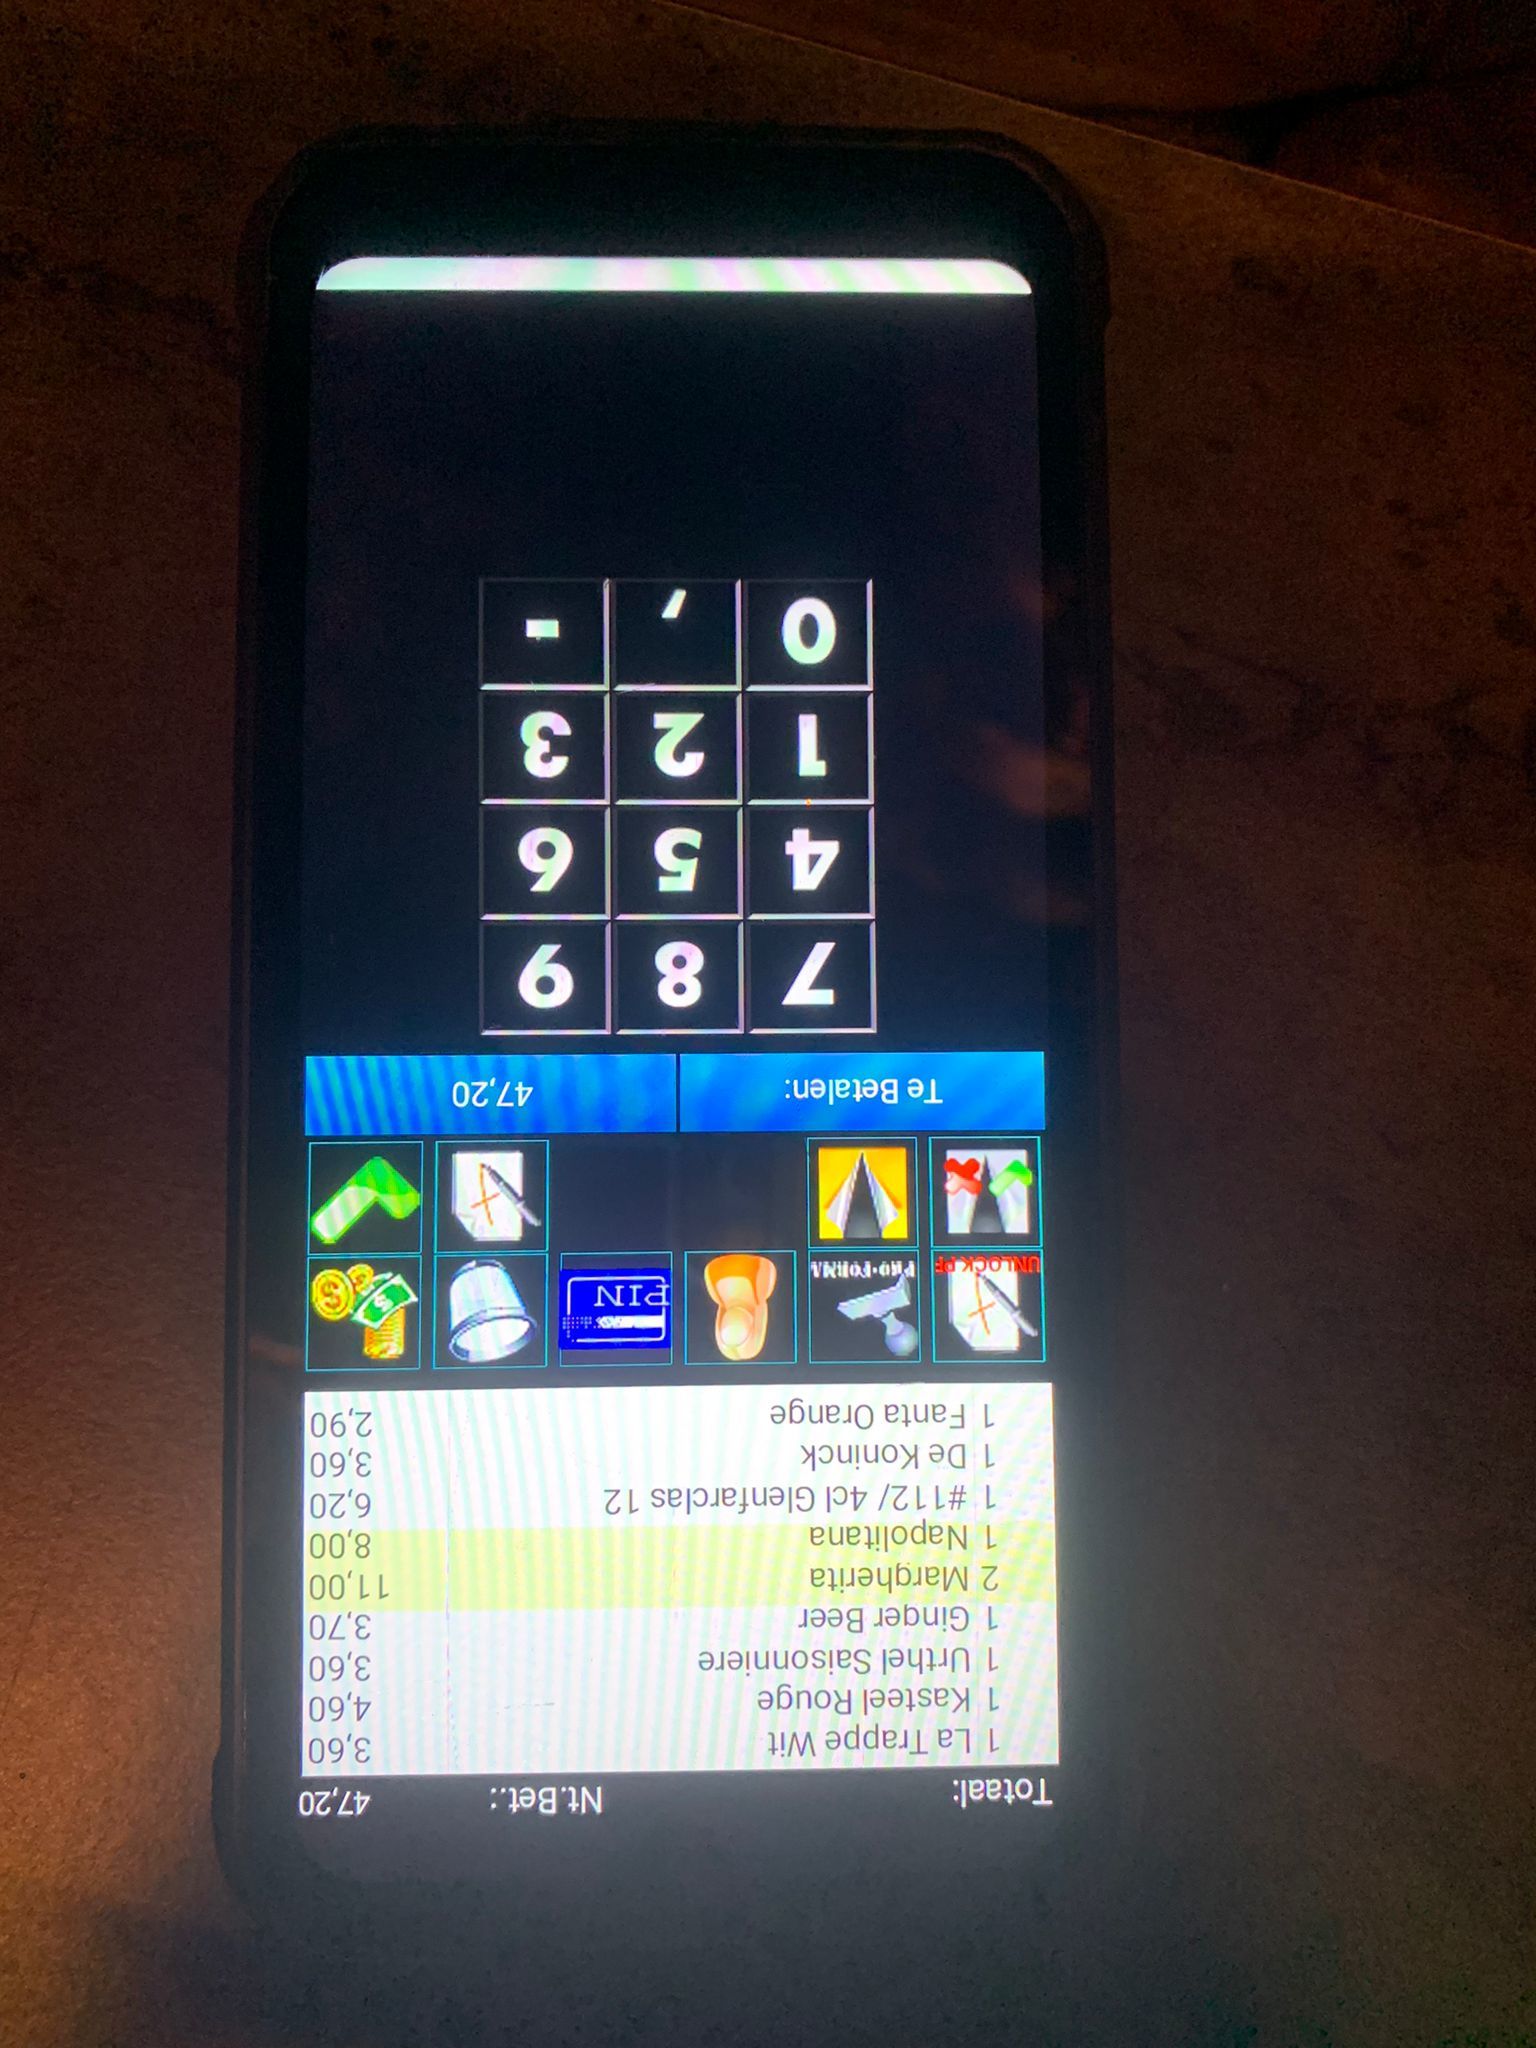 Totaal: Nt.Bet.: 47,20
1 La Trappe Wit 3,60
1 Kasteel Rouge 4,60
1 Urthel Saisonniere 3,60
1 Ginger Beer 3,70
2 Margherita 11,00
1 Napolitana 8,00
1 #112/ 4cl Glenfarclas 12 6,20
1 De Koninck 3,60
1 Fanta Orange 2,90
UNLOCK PF PRO-FORMA PIN
Te Betalen: 47,20
7 8 9
4 5 6
1 2 3
0 , -